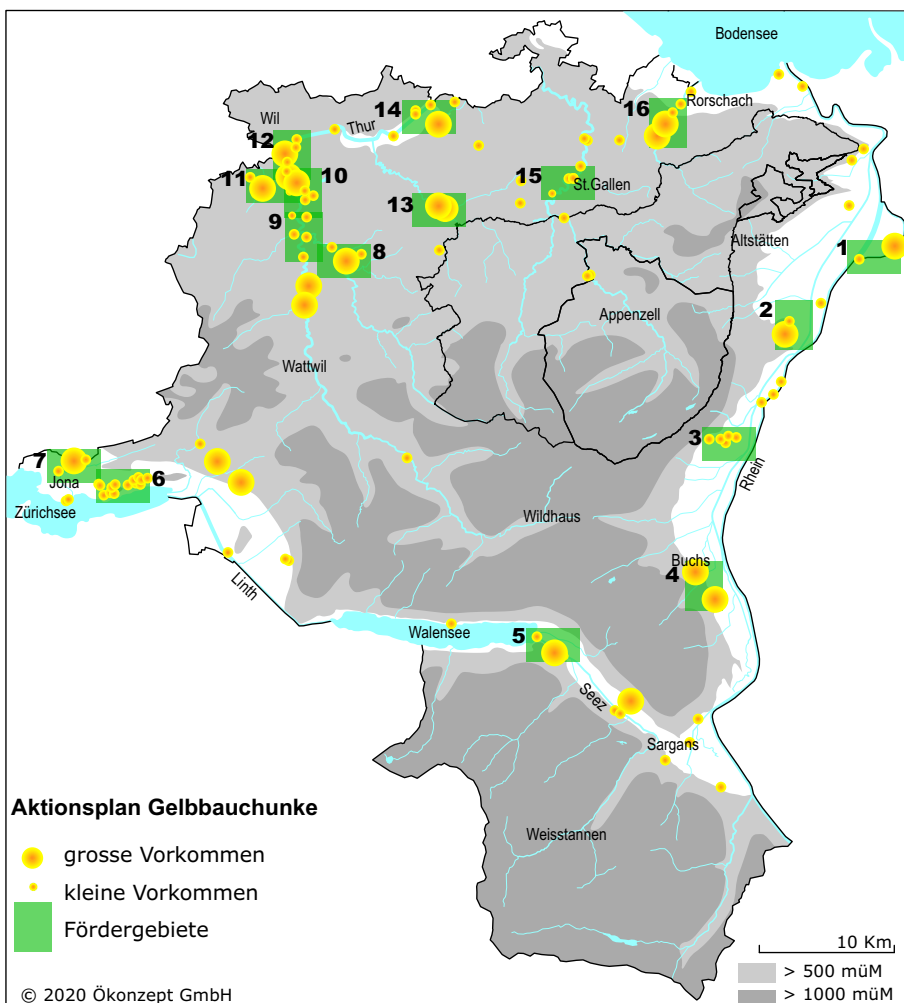 Bodensee
Rorschach
16
14
Wil
Thur
12
10
11
15
St.Gallen
13
9
8
Altstätten
1
2
Appenzell
Wattwil
3
Rhein
7
6
Jona
Zürichsee
Wildhaus
Buchs
4
Linth
Walensee
5
Seez
Sargans
Weisstannen
Aktionsplan Gelbbauchunke
grosse Vorkommen
kleine Vorkommen
Fördergebiete
10 Km
> 500 müM
> 1000 müM
© 2020 Ökonzept GmbH